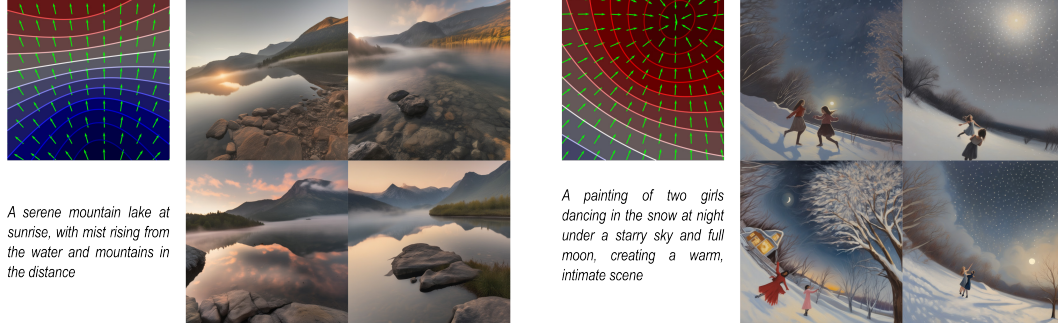 A serene mountain lake at
sunrise, with mist rising from
the water and mountains in
the distance
A painting of two girls
dancing in the snow at night
under a starry sky and full
moon, creating a warm,
intimate scene